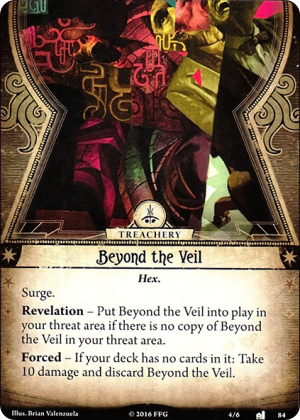 TREACHERY
Beyond the Veil
Hex.
Surge.
Revelation – Put Beyond the Veil into play in
your threat area if there is no copy of Beyond
the Veil in your threat area.
Forced – If your deck has no cards in it: Take
10 damage and discard Beyond the Veil.
Illus. Brian Valenzuela © 2016 FFG 4/6 84